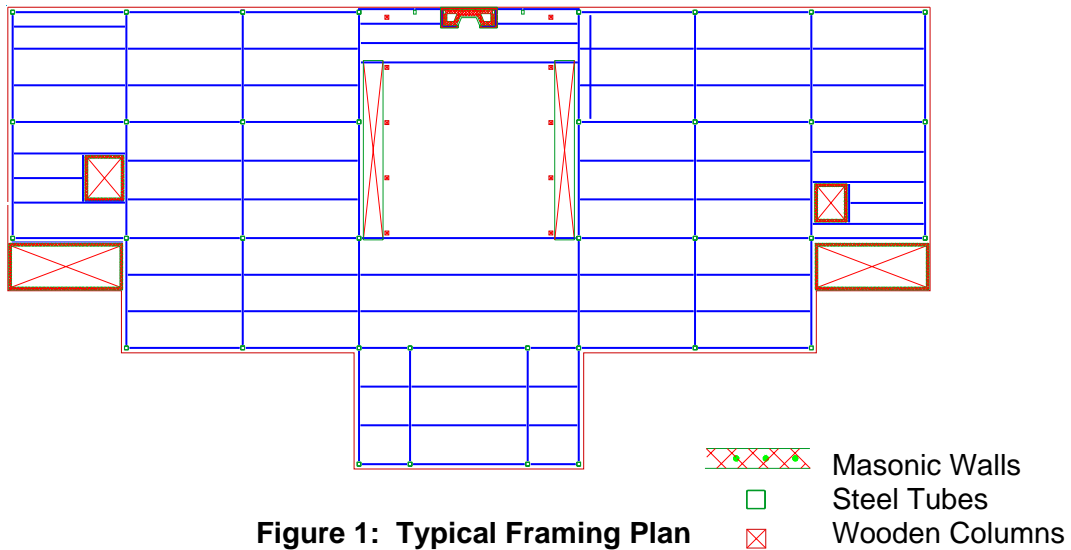 Masonic Walls
Steel Tubes
Figure 1: Typical Framing Plan
Wooden Columns